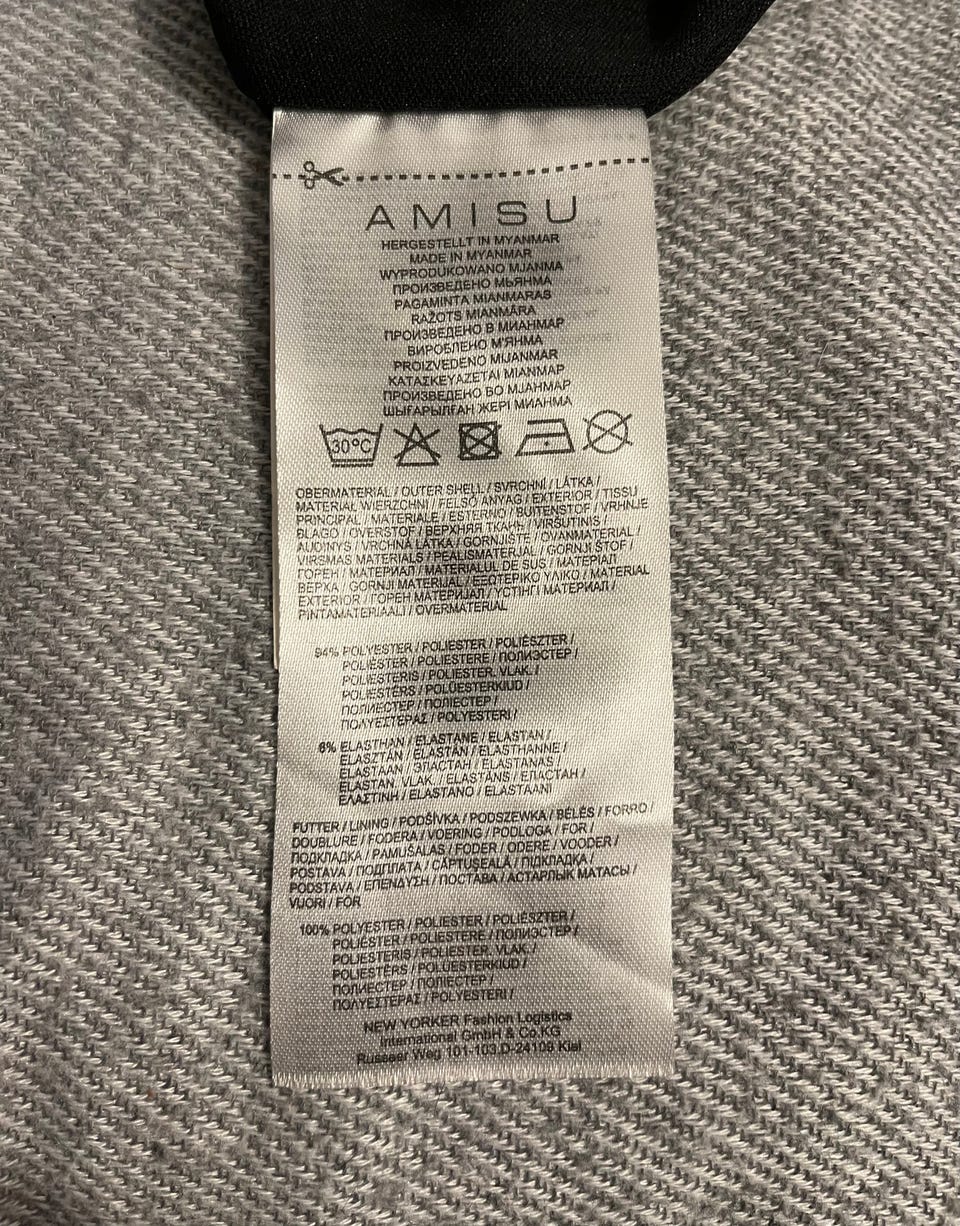 AMISU
HERGESTELLT IN MYANMAR
MADE IN MYANMAR
WYPRODUKOWANO MJANMA
ПРОИЗВЕДЕНО МЬЯНМА
PAGAMINTA MIANMARAS
RAŽOTS MIANMĀRA
ПРОИЗВЕДЕНО В МИАНМАР
ВИРОБЛЕНО М'ЯНМА
PROIZVEDENO MIJANMAR
ΚΑΤΑΣΚΕΥΑΖΕΤΑΙ ΜΙΑΝΜΑΡ
ПРОИЗВЕДЕНО ВО МЈАНМАР
ШЫҒАРЫЛҒАН ЖЕРІ МИАНМА
30°C
OBERMATERIAL / OUTER SHELL / SVRCHNÍ / LÁTKA /
MATERIAŁ WIERZCHNI / FELSŐ ANYAG / EXTERIOR / TISSU
PRINCIPAL / MATERIALE / ESTERNO / BUITENSTOF / VRHNJE
BLAGO / OVERSTOF / ВЕРХНЯЯ ТКАНЬ / VIRŠUTINIS /
AUDINYS / VRCHNÁ LÁTKA / GORNJIŠTE / OVANMATERIAL /
VIRSMAS MATERIALS / PEALISMATERJAL / GORNJI ŠTOF /
ГОРЕН / МАТЕРИАЛ / MATERIALUL DE SUS / МАТЕРІАЛ
ВЕРХА / GORNJI MATERIJAL / ΕΞΩΤΕΡΙΚΟ ΥΛΙΚΟ / MATERIAL
EXTERIOR / ГОРЕН МАТЕРИЈАЛ / ҮСТІҢГІ МАТЕРИАЛ /
PINTAMATERIAALI / OVERMATERIAL
94% POLYESTER / POLIESTER / POLIÉSZTER /
POLIÉSTER / POLIESTERE / ПОЛИЭСТЕР /
POLIESTERIS / POLIESTER. VLAK. /
POLIESTĒRS / POLÜESTERKIUD /
ПОЛИЕСТЕР / ПОЛІЕСТЕР /
ΠΟΛΥΕΣΤΕΡΑΣ / POLYESTERI /
6% ELASTHAN / ELASTANE / ELASTAN /
ELASZTÁN / ELASTÁN / ELASTHANNE /
ELASTAAN / ЭЛАСТАН / ELASTANAS /
ELASTAN. VLAK. / ELASTĀNS / ЕЛАСТАН /
ΕΛΑΣΤΙΝΗ / ELASTANO / ELASTAANI
FUTTER / LINING / PODŠÍVKA / PODSZEWKA / BÉLÉS / FORRO
DOUBLURE / FODERA / VOERING / PODLOGA / FOR /
ПОДКЛАДКА / PAMUŠALAS / FODER / ODERE / VOODER /
POSTAVA / ПОДПЛАТА / CĂPTUŞEALĂ / ПІДКЛАДКА /
PODSTAVA / ΕΠΕΝΔΥΣΗ / ПОСТАВА / АСТАРЛЫК МАТАСЫ /
VUORI / FÓR
100% POLYESTER / POLIESTER / POLIÉSZTER /
POLIÉSTER / POLIESTERE / ПОЛИЭСТЕР /
POLIESTERIS / POLIESTER. VLAK. /
POLIESTĒRS / POLÜESTERKIUD /
ПОЛИЕСТЕР / ПОЛІЕСТЕР /
ΠΟΛΥΕΣΤΕΡΑΣ / POLYESTERI /
NEW YORKER Fashion Logistics
International GmbH & Co.KG
Russeer Weg 101-103,D-24109 Kiel